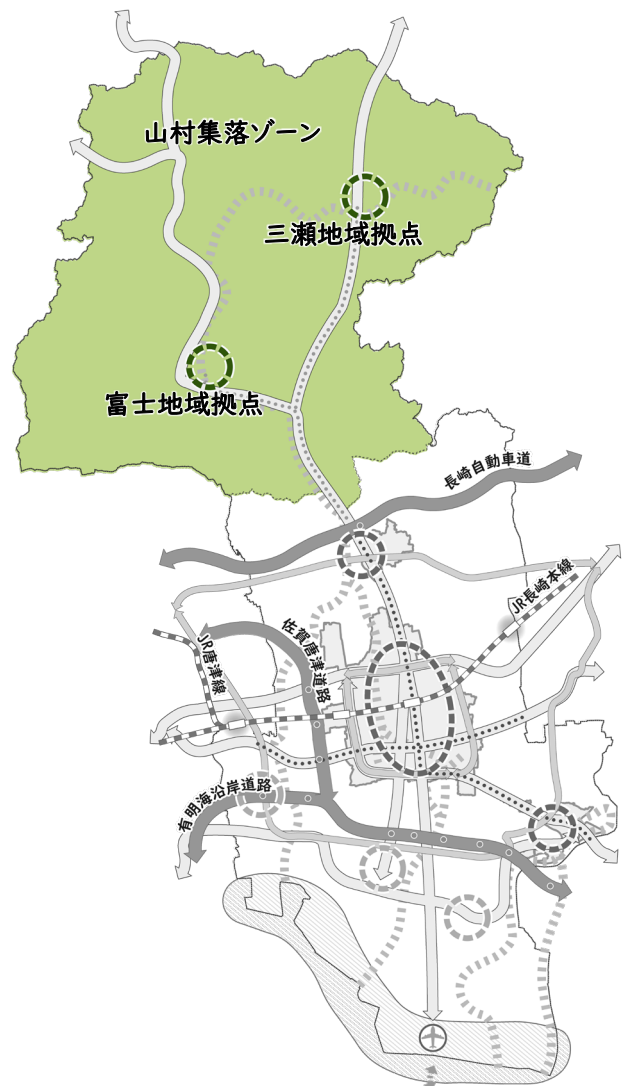 山村集落ゾーン
三瀬地域拠点
富士地域拠点
長崎自動車道
JR長崎本線
佐賀唐津道路
JR唐津線
有明海沿岸道路